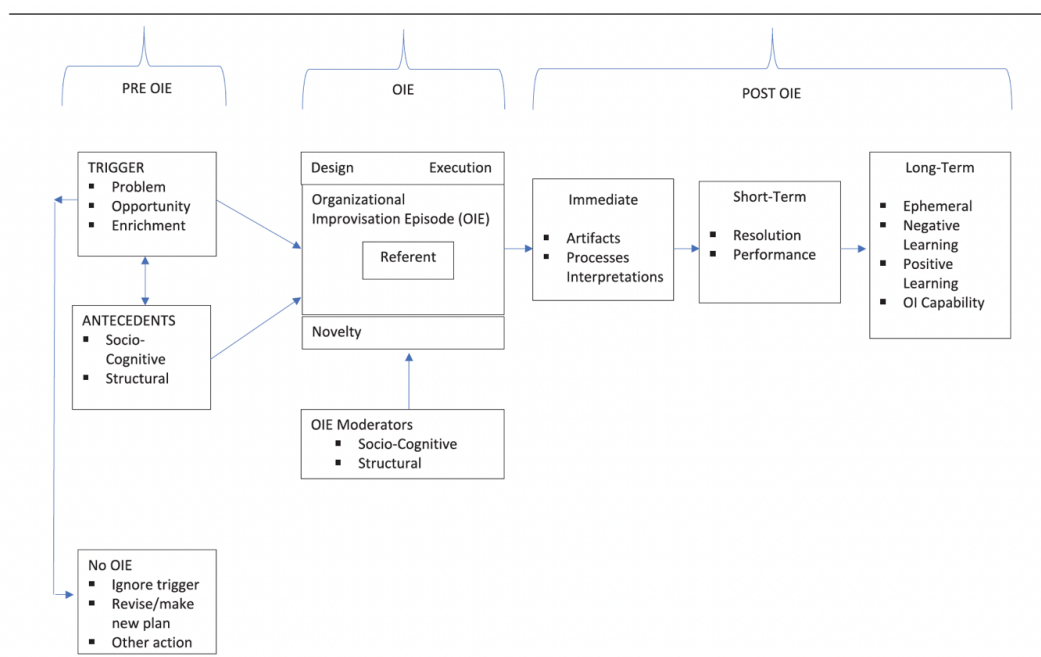 PRE OIE
OIE
POST OIE
TRIGGER
▪ Problem
▪ Opportunity
▪ Enrichment
ANTECEDENTS
▪ Socio-
Cognitive
▪ Structural
No OIE
▪ Ignore trigger
▪ Revise/make
new plan
▪ Other action
Design Execution
Organizational
Improvisation Episode (OIE)
Referent
Novelty
OIE Moderators
▪ Socio-Cognitive
▪ Structural
Immediate
▪ Artifacts
▪ Processes
Interpretations
Short-Term
▪ Resolution
▪ Performance
Long-Term
▪ Ephemeral
▪ Negative
Learning
▪ Positive
Learning
▪ OI Capability